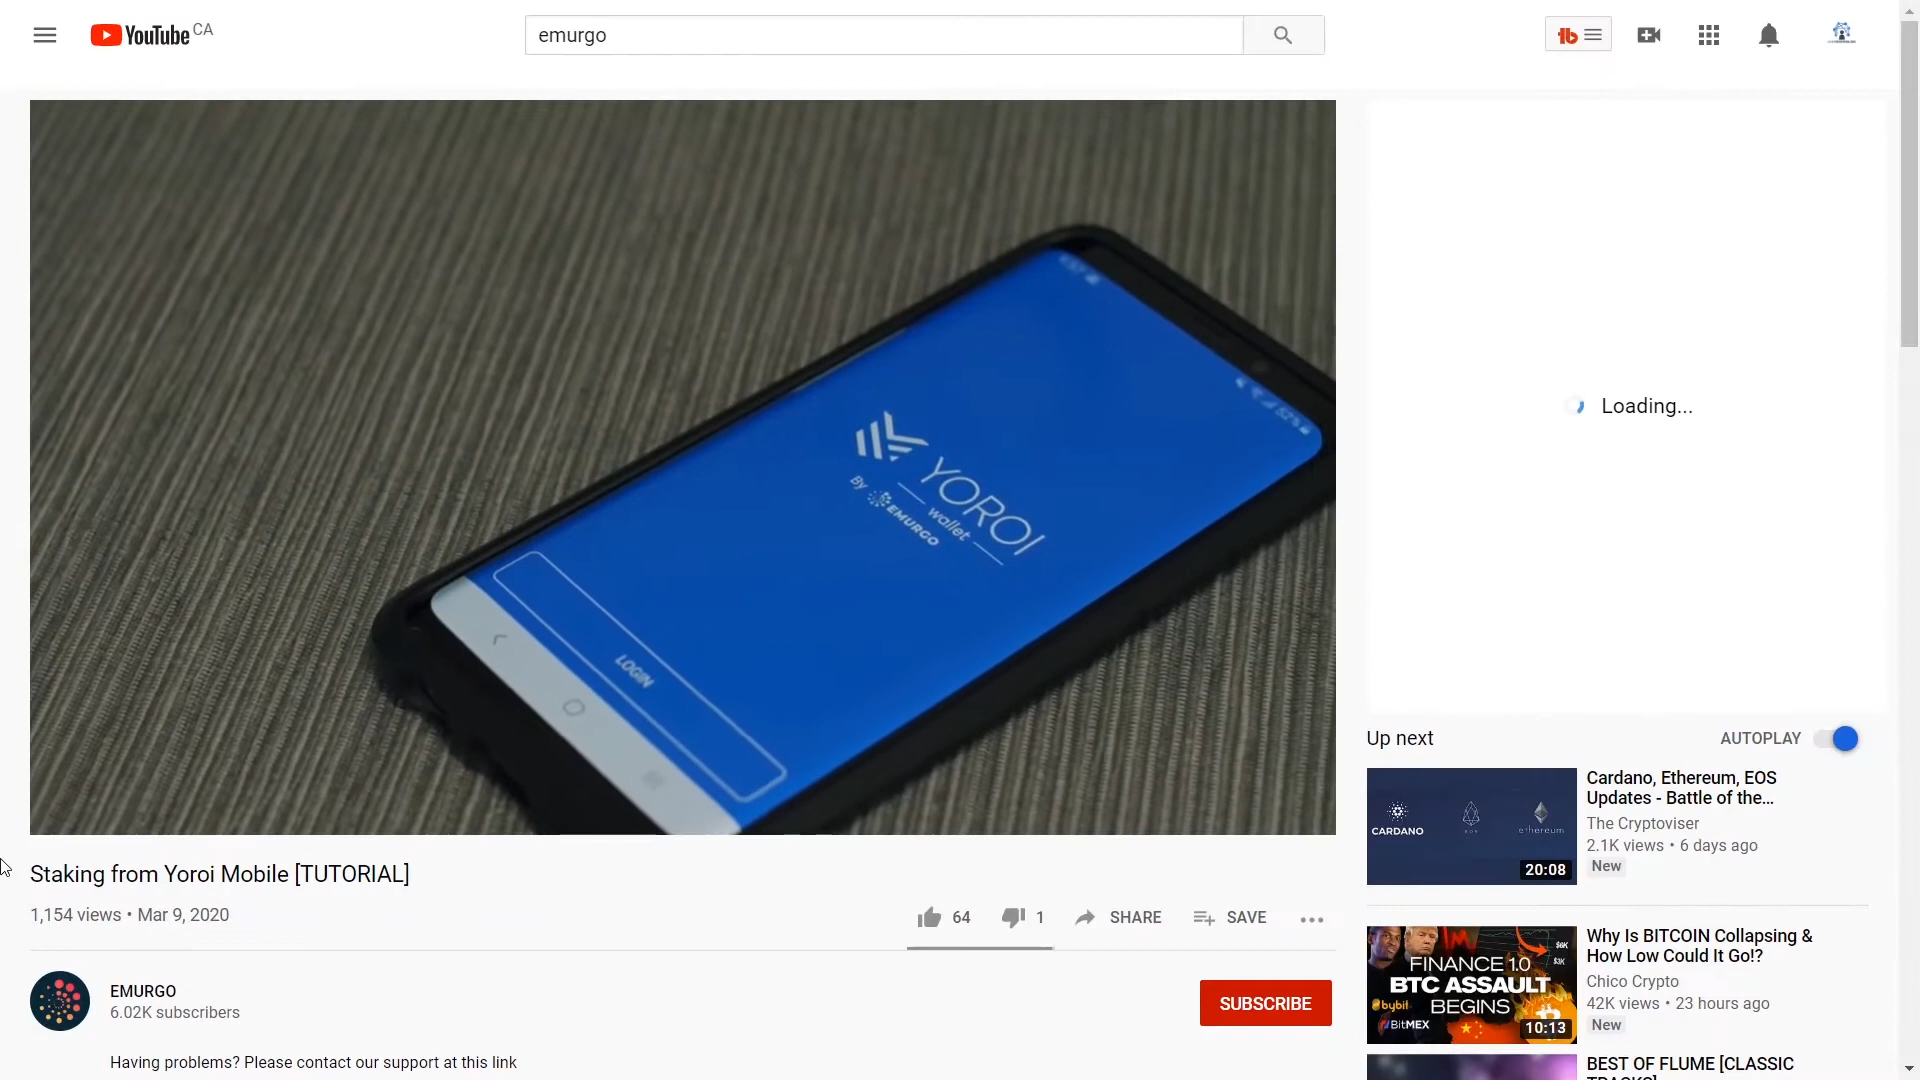 YouTube CA
emurgo
YOROI
wallet
By EMURGO
LOGIN
Loading...
Staking from Yoroi Mobile [TUTORIAL]
1,154 views • Mar 9, 2020
64
1
SHARE
SAVE
EMURGO
6.02K subscribers
SUBSCRIBE
Having problems? Please contact our support at this link
Up next
AUTOPLAY
CARDANO
EOS
ethereum
20:08
Cardano, Ethereum, EOS
Updates - Battle of the...
The Cryptoviser
2.1K views • 6 days ago
New
$6K
$3K
FINANCE 1.0
BTC ASSAULT
BEGINS
bybit
BitMEX
10:13
Why Is BITCOIN Collapsing &
How Low Could It Go!?
Chico Crypto
42K views • 23 hours ago
New
BEST OF FLUME [CLASSIC